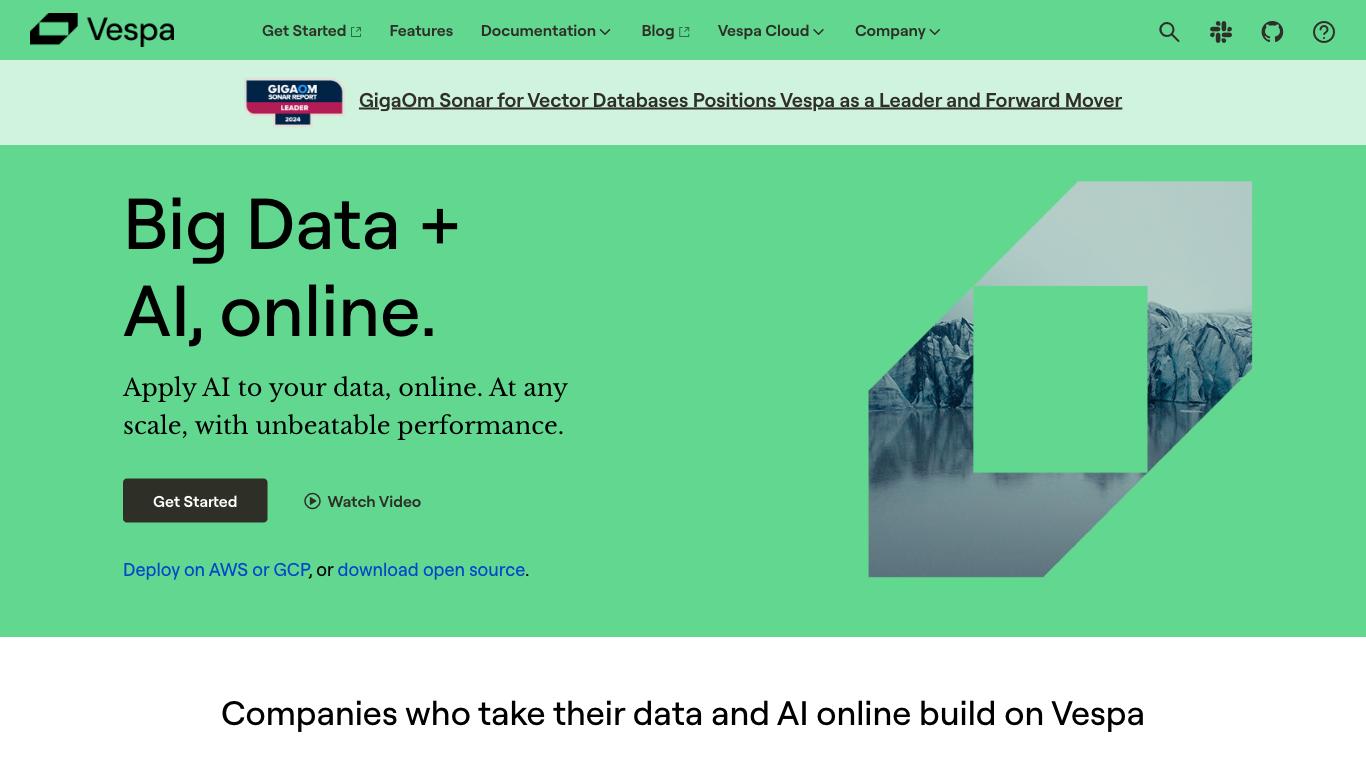 Vespa
Get Started
Features
Documentation
Blog
Vespa Cloud
Company
GIGAOM
SONAR REPORT
LEADER
2024
GigaOm Sonar for Vector Databases Positions Vespa as a Leader and Forward Mover
Big Data +
AI, online.
Apply AI to your data, online. At any
scale, with unbeatable performance.
Get Started
Watch Video
Deploy on AWS or GCP, or download open source.
Companies who take their data and AI online build on Vespa